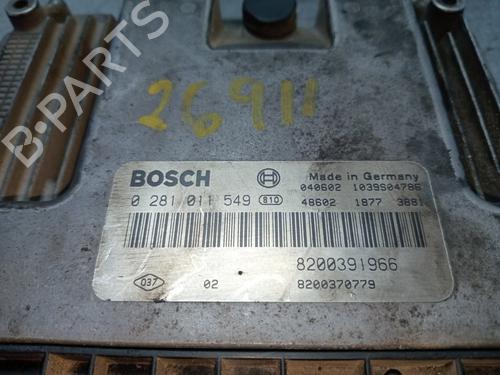 B-PARTS
26911
BOSCH
Made in Germany
040602 1039S04786
0 281 011 549 810 48602 1877 3881
8200391966
037 02 8200370779